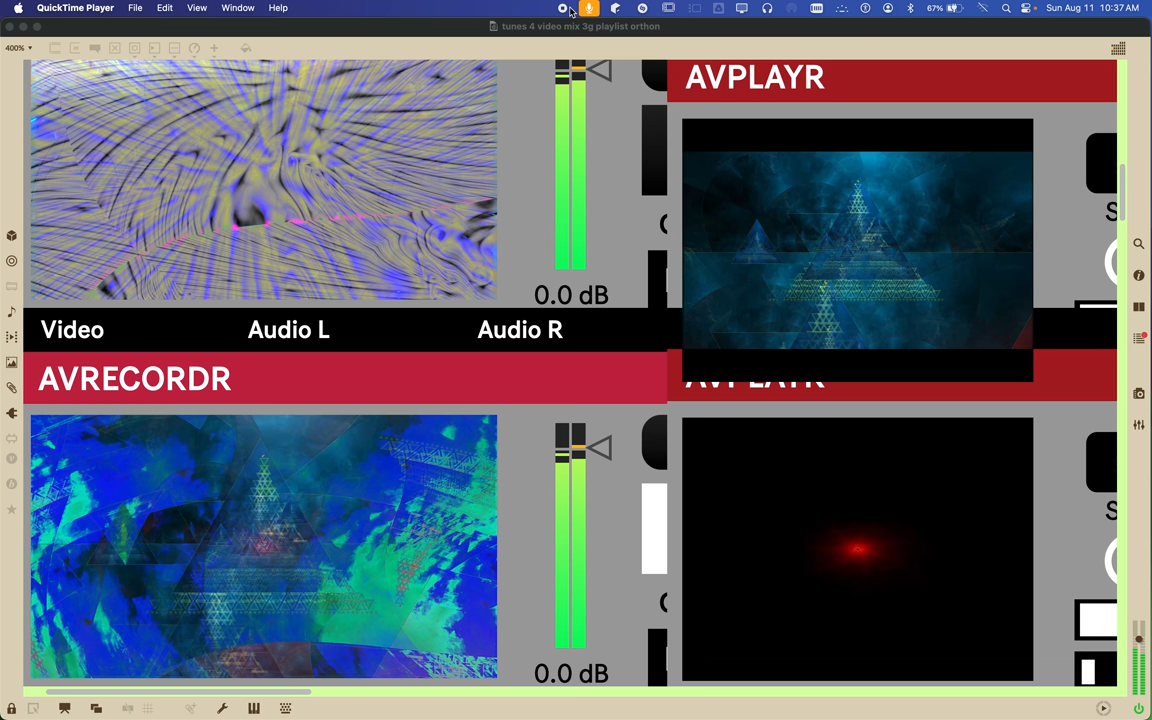 QuickTime Player File Edit View Window Help 67% Sun Aug 11 10:37 AM
tunes 4 video mix 3g playlist orthon
400%
AVPLAYR
0.0 dB
Video Audio L Audio R
AVRECORDR
AVPLAYR
0.0 dB